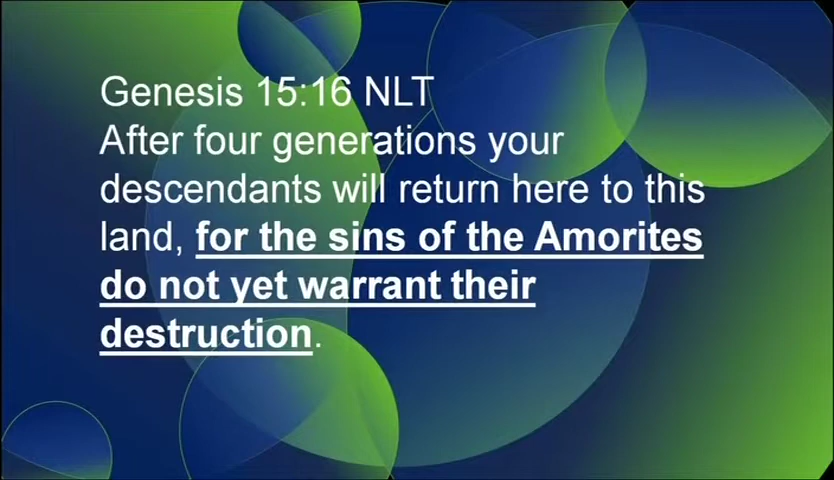 Genesis 15:16 NLT
After four generations your
descendants will return here to this
land, for the sins of the Amorites
do not yet warrant their
destruction.